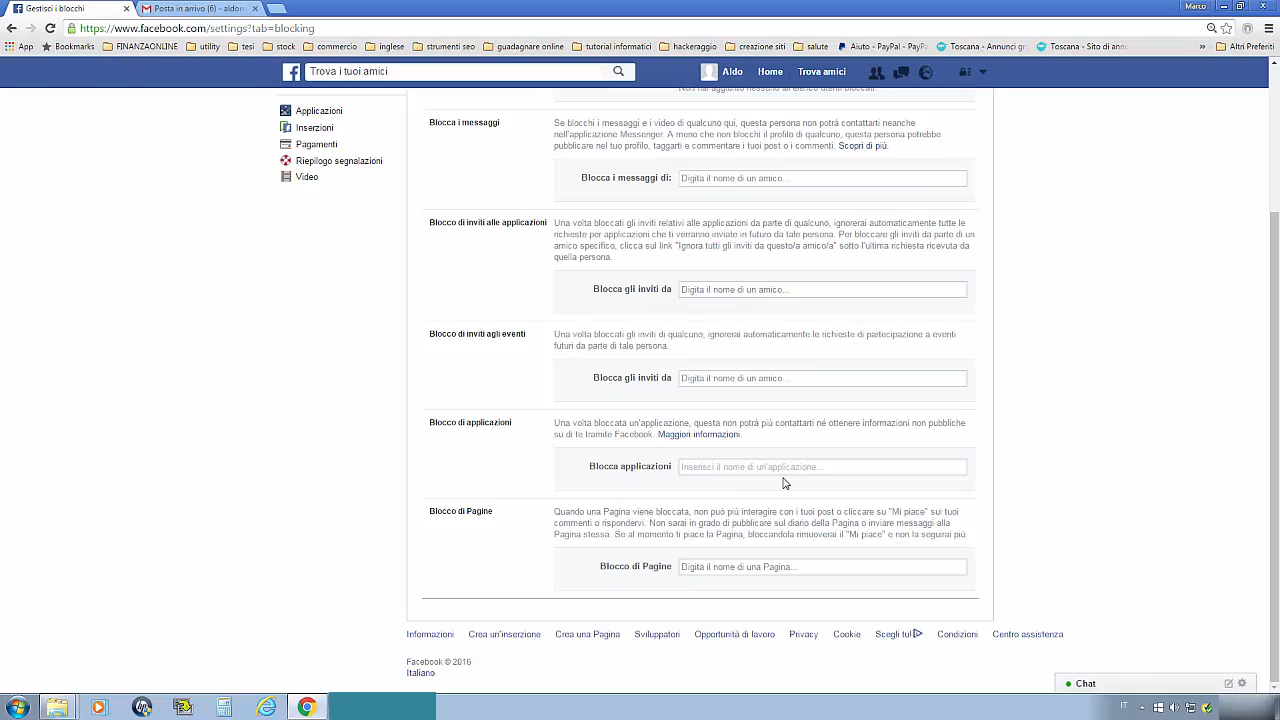 Gestisci i blocchi
Posta in arrivo (6) - aldor
Marco
https://www.facebook.com/settings?tab=blocking
App Bookmarks FINANZAONLINE utility tesi stock commercio inglese strumenti seo guadagnare online tutorial informatici hackeraggio creazione siti salute Aiuto - PayPal - PayP Toscana - Annunci gr Toscana - Sito di ann » Altri Preferiti
Trova i tuoi amici
Aldo Home Trova amici
Non hai aggiunto nessuno all'elenco utenti bloccati.
Applicazioni
Inserzioni
Pagamenti
Riepilogo segnalazioni
Video
Blocca i messaggi
Se blocchi i messaggi e i video di qualcuno qui, questa persona non potrà contattarti neanche
nell'applicazione Messenger. A meno che non blocchi il profilo di qualcuno, questa persona potrebbe
pubblicare nel tuo profilo, taggarti e commentare i tuoi post o i commenti. Scopri di più.
Blocca i messaggi di: Digita il nome di un amico...
Blocco di inviti alle applicazioni
Una volta bloccati gli inviti relativi alle applicazioni da parte di qualcuno, ignorerai automaticamente tutte le
richieste per applicazioni che ti verranno inviate in futuro da tale persona. Per bloccare gli inviti da parte di un
amico specifico, clicca sul link "Ignora tutti gli inviti da questo/a amico/a" sotto l'ultima richiesta ricevuta da
quella persona.
Blocca gli inviti da Digita il nome di un amico...
Blocco di inviti agli eventi
Una volta bloccati gli inviti di qualcuno, ignorerai automaticamente le richieste di partecipazione a eventi
futuri da parte di tale persona.
Blocca gli inviti da Digita il nome di un amico...
Blocco di applicazioni
Una volta bloccata un'applicazione, questa non potrà più contattarti né ottenere informazioni non pubbliche
su di te tramite Facebook. Maggiori informazioni.
Blocca applicazioni Inserisci il nome di un'applicazione...
Blocco di Pagine
Quando una Pagina viene bloccata, non può più interagire con i tuoi post o cliccare su "Mi piace" sui tuoi
commenti o rispondervi. Non sarai in grado di pubblicare sul diario della Pagina o inviare messaggi alla
Pagina stessa. Se al momento ti piace la Pagina, bloccandola rimuoverai il "Mi piace" e non la seguirai più.
Blocco di Pagine Digita il nome di una Pagina...
Informazioni Crea un'inserzione Crea una Pagina Sviluppatori Opportunità di lavoro Privacy Cookie Scegli tu! Condizioni Centro assistenza
Facebook © 2016
Italiano
Chat
IT